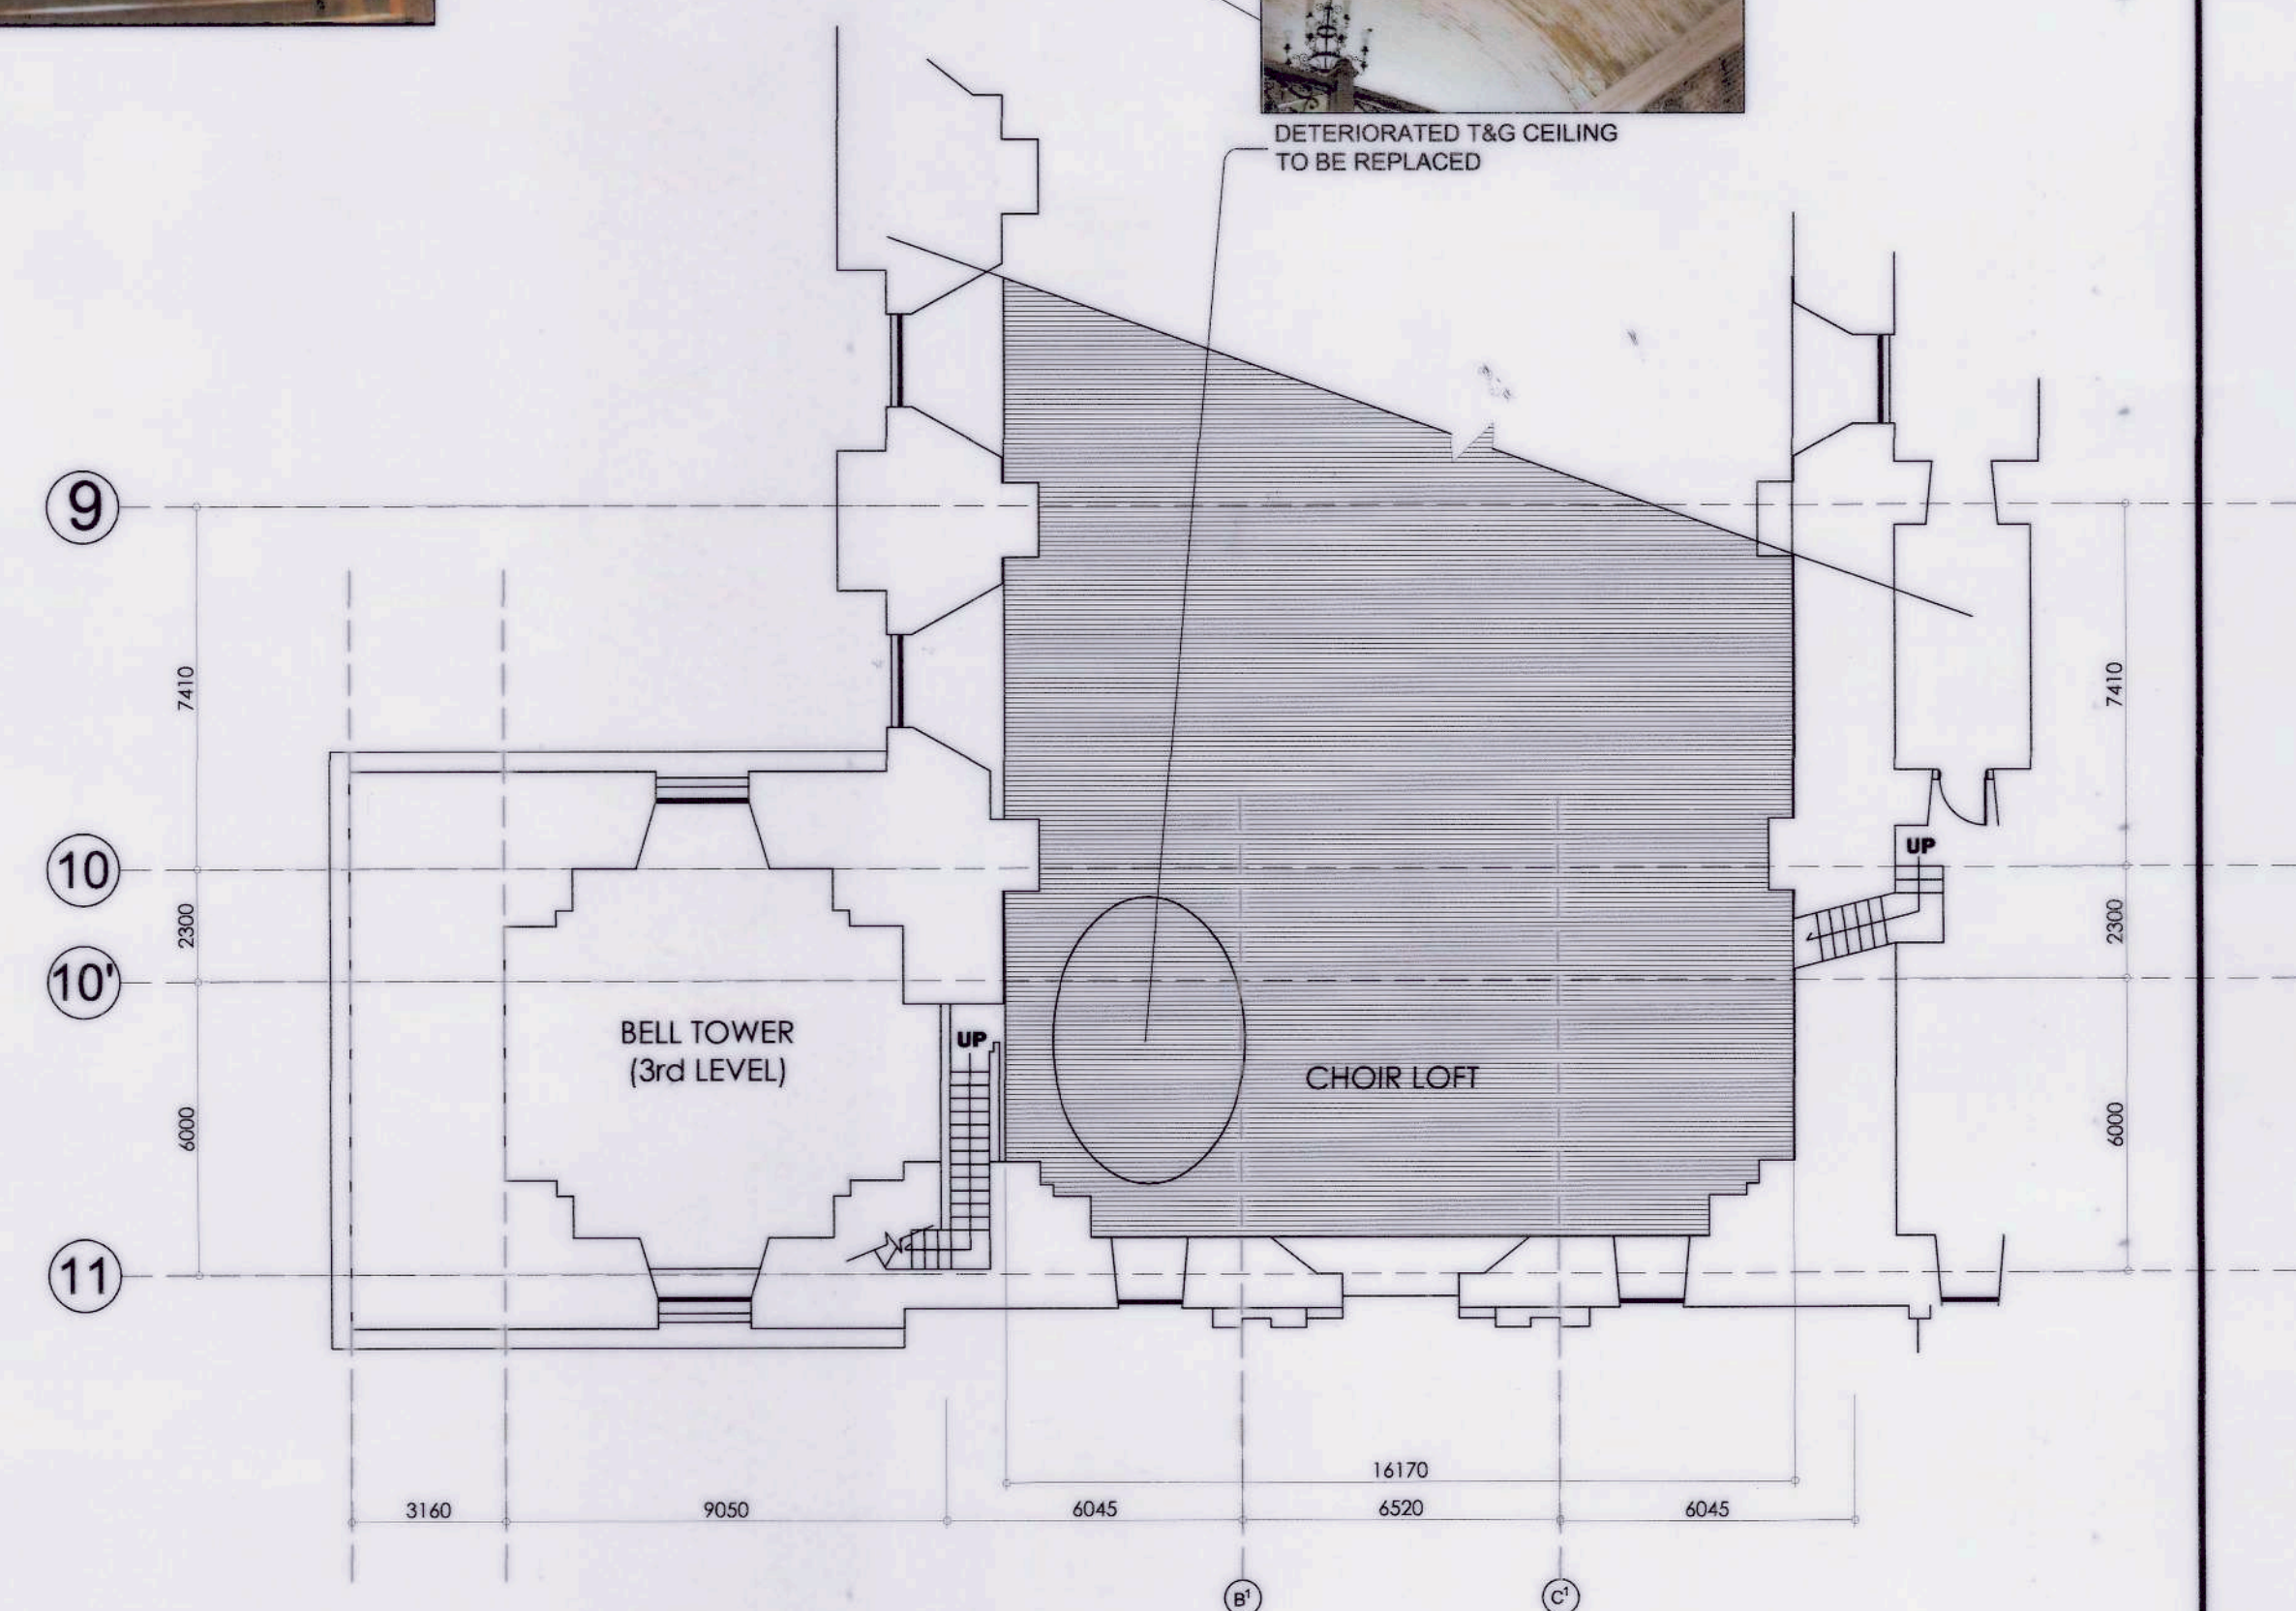 DETERIORATED T&G CEILING
TO BE REPLACED
9
7410
7410
10
UP
2300
2300
10'
BELL TOWER
(3rd LEVEL)
UP
CHOIR LOFT
6000
6000
11
16170
3160
9050
6045
6520
6045
B¹
C¹